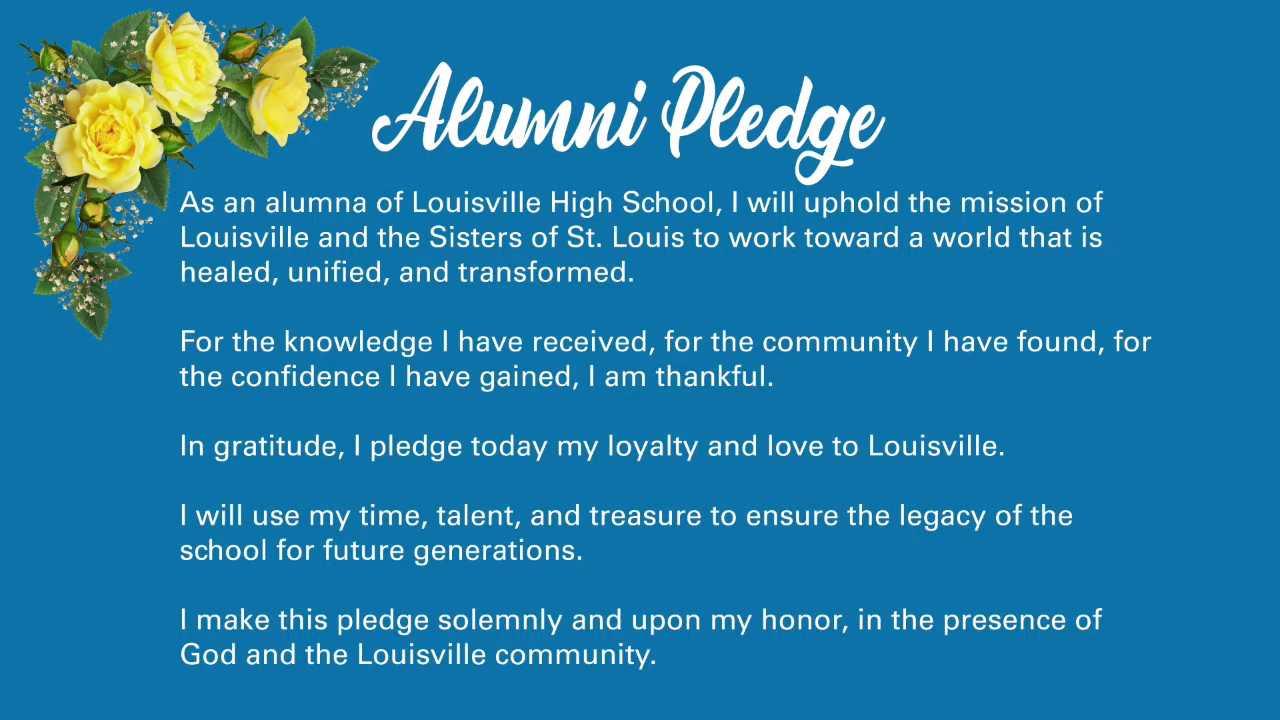 Alumni Pledge
As an alumna of Louisville High School, I will uphold the mission of
Louisville and the Sisters of St. Louis to work toward a world that is
healed, unified, and transformed.
For the knowledge I have received, for the community I have found, for
the confidence I have gained, I am thankful.
In gratitude, I pledge today my loyalty and love to Louisville.
I will use my time, talent, and treasure to ensure the legacy of the
school for future generations.
I make this pledge solemnly and upon my honor, in the presence of
God and the Louisville community.